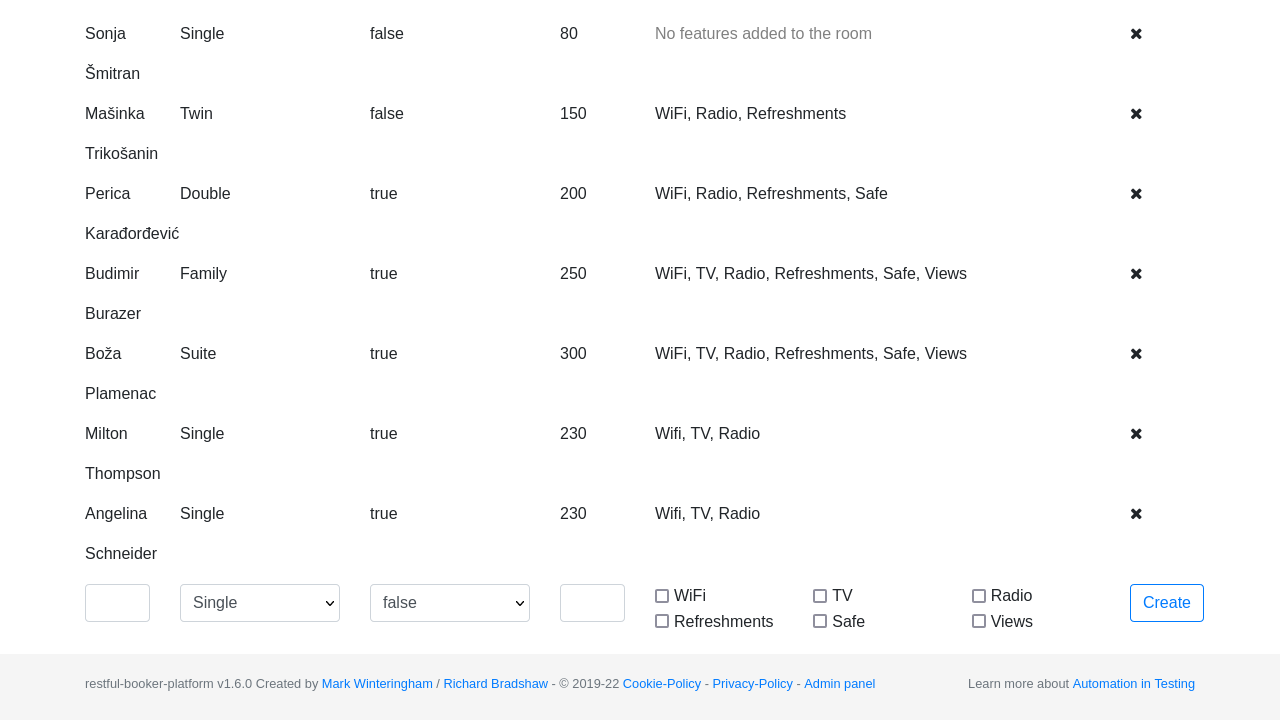 Sonja Šmitran Single false 80 No features added to the room ✖
Mašinka Trikošanin Twin false 150 WiFi, Radio, Refreshments ✖
Perica Karađorđević Double true 200 WiFi, Radio, Refreshments, Safe ✖
Budimir Burazer Family true 250 WiFi, TV, Radio, Refreshments, Safe, Views ✖
Boža Plamenac Suite true 300 WiFi, TV, Radio, Refreshments, Safe, Views ✖
Milton Thompson Single true 230 Wifi, TV, Radio ✖
Angelina Schneider Single true 230 Wifi, TV, Radio ✖
Single false WiFi TV Radio Create
Refreshments Safe Views
restful-booker-platform v1.6.0 Created by Mark Winteringham / Richard Bradshaw - © 2019-22 Cookie-Policy - Privacy-Policy - Admin panel Learn more about Automation in Testing